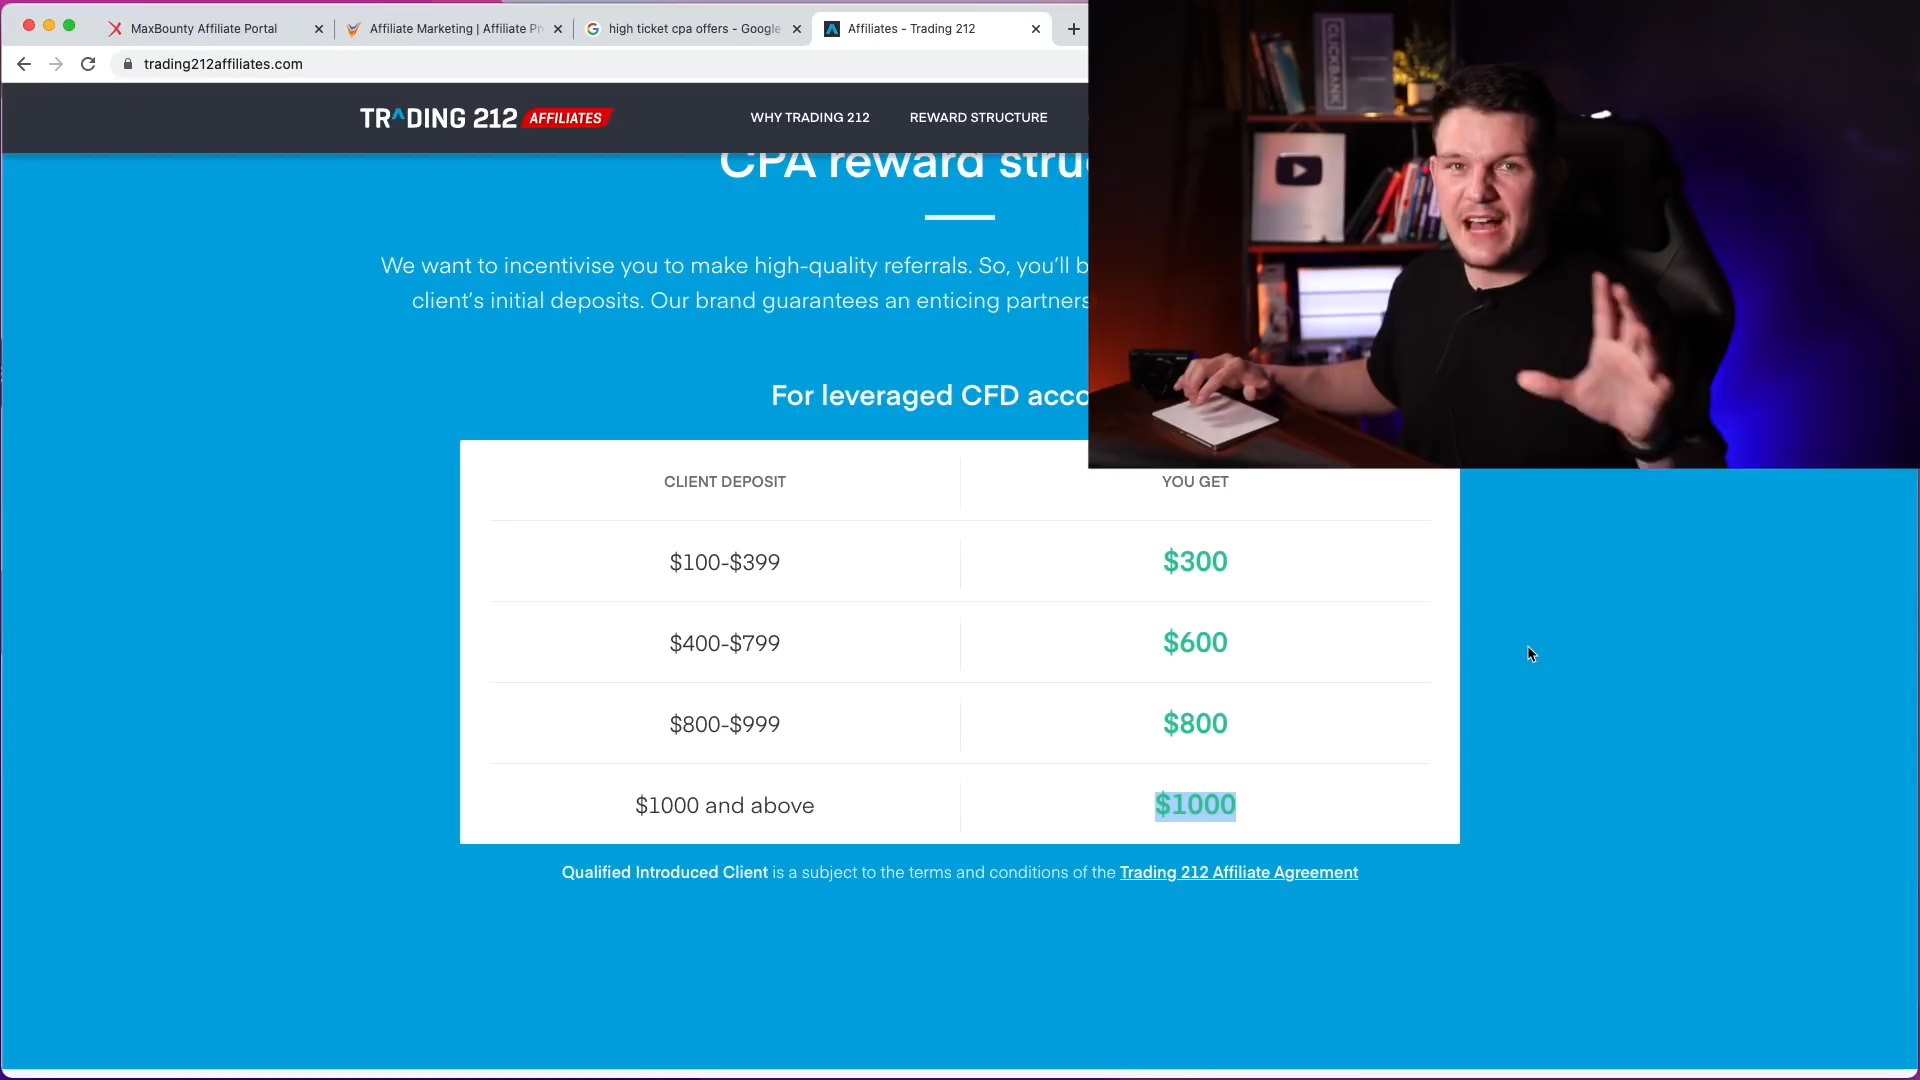 MaxBounty Affiliate Portal
Affiliate Marketing | Affiliate Pr
high ticket cpa offers - Google
Affiliates - Trading 212
trading212affiliates.com
TRADING 212 AFFILIATES
WHY TRADING 212
REWARD STRUCTURE
CPA reward stru
We want to incentivise you to make high-quality referrals. So, you'll b
client's initial deposits. Our brand guarantees an enticing partners
For leveraged CFD acco
CLIENT DEPOSIT YOU GET
$100-$399 $300
$400-$799 $600
$800-$999 $800
$1000 and above $1000
Qualified Introduced Client is a subject to the terms and conditions of the Trading 212 Affiliate Agreement
CLICKBANK